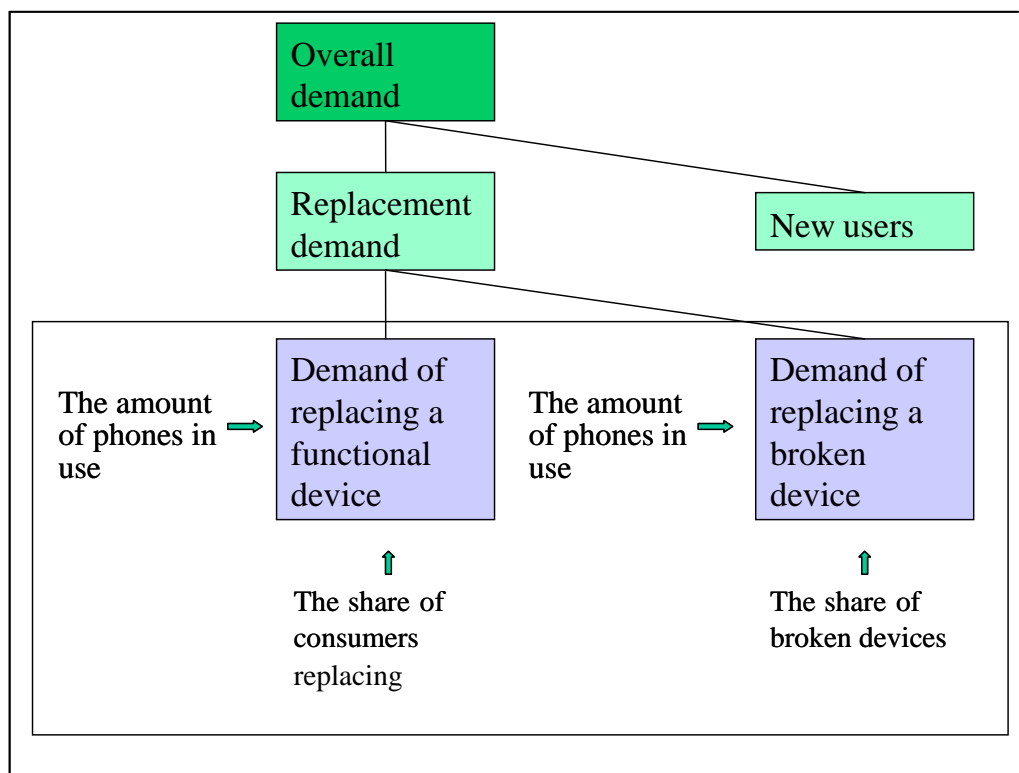 Overall
demand
Replacement
demand
New users
The amount
of phones in
use
Demand of
replacing a
functional
device
The amount
of phones in
use
Demand of
replacing a
broken
device
The share of
consumers
replacing
The share of
broken devices